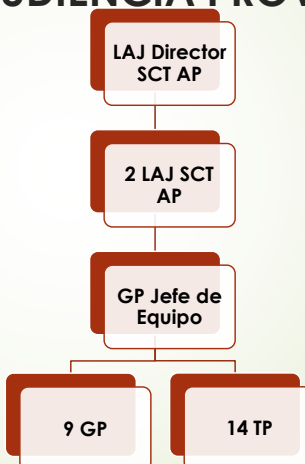 LAJ Director
SCT AP
2 LAJ SCT
AP
GP Jefe de
Equipo
9 GP
14 TP